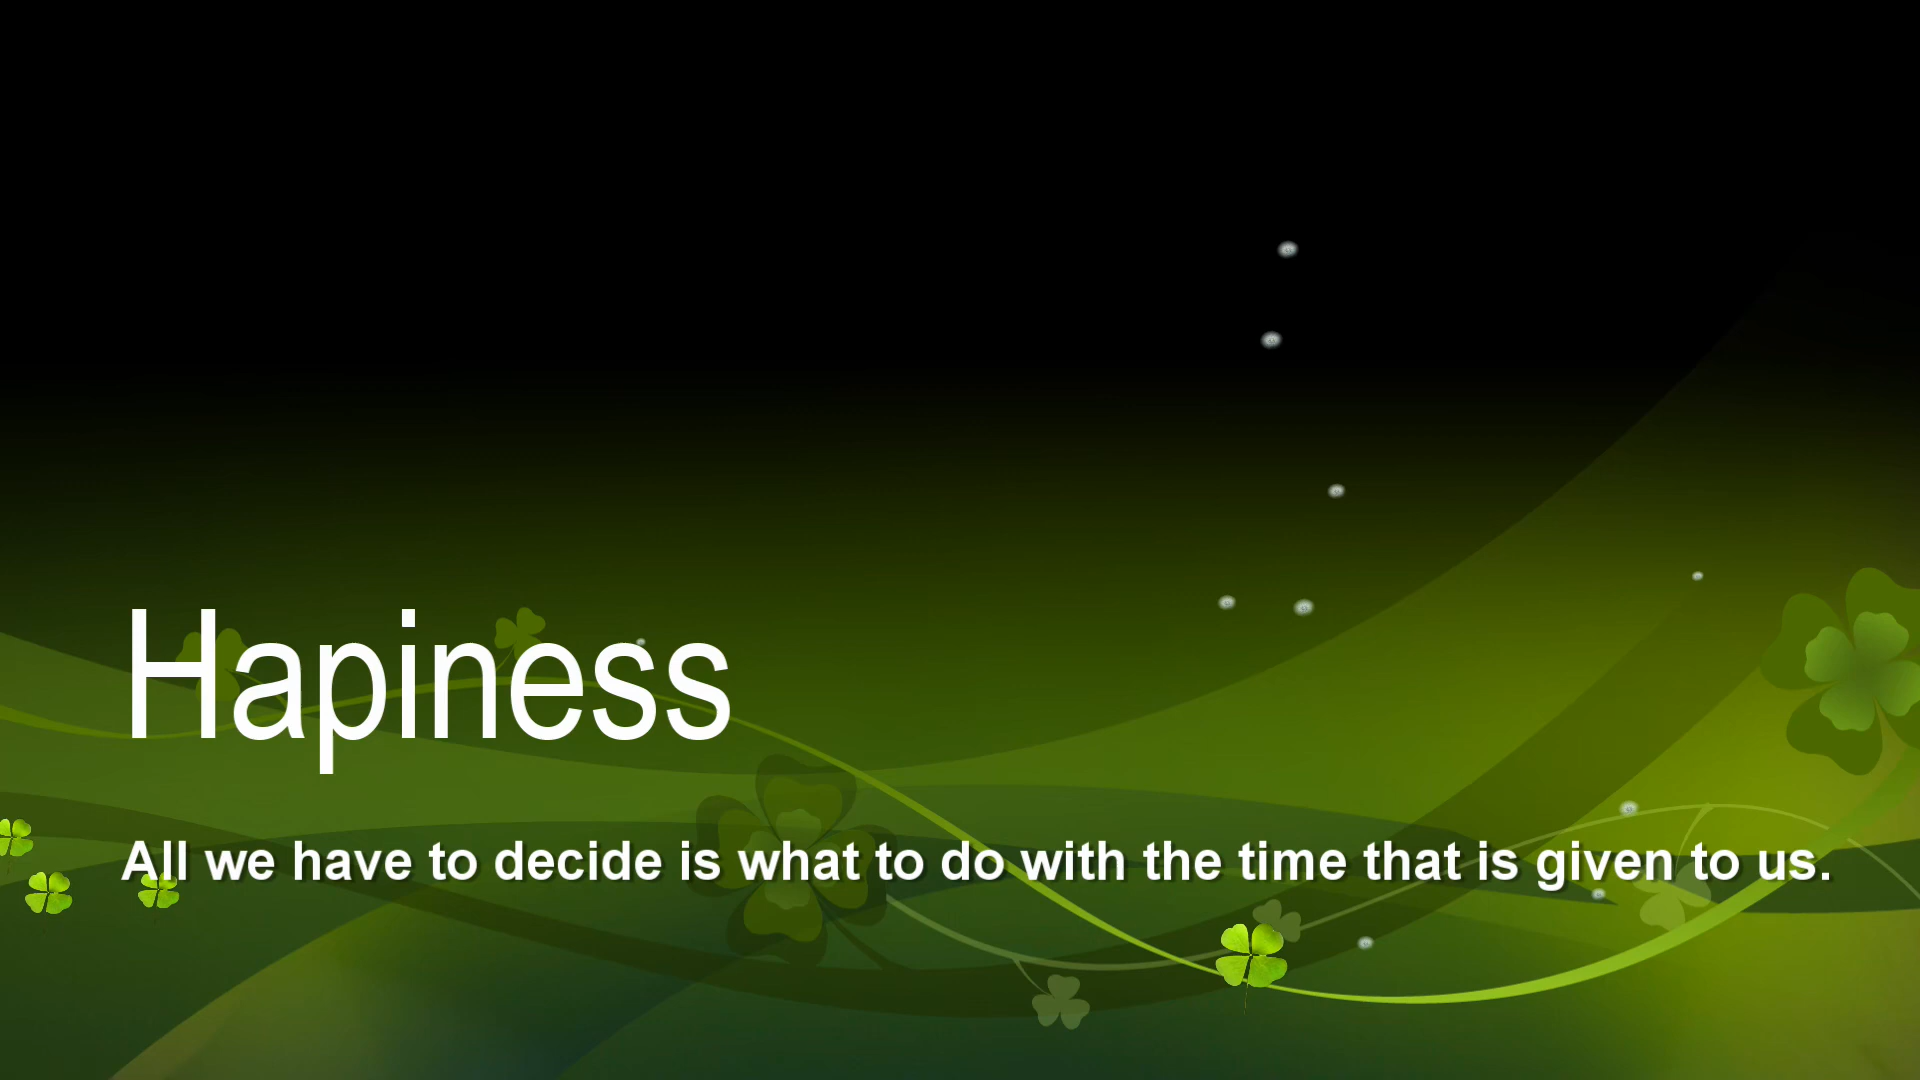 Hapiness
All we have to decide is what to do with the time that is given to us.